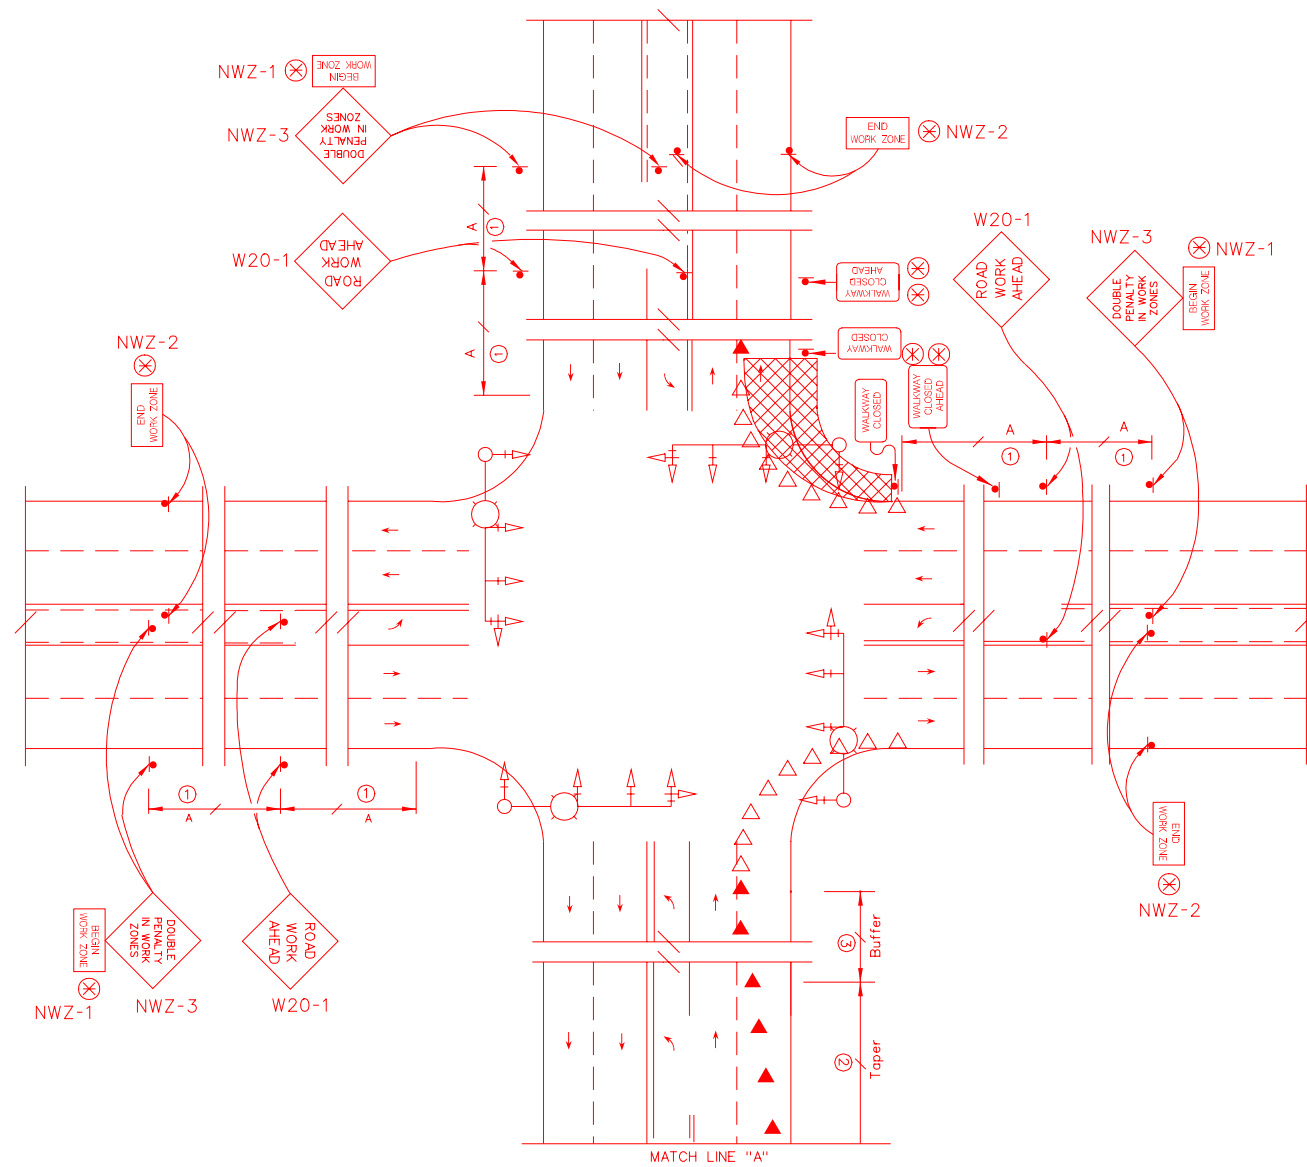 NWZ-1
BEGIN
WORK ZONE
NWZ-3
DOUBLE
PENALTY
IN WORK
ZONES
END
WORK ZONE
NWZ-2
A
1
W20-1
ROAD
WORK
AHEAD
A
1
WALKWAY
CLOSED
AHEAD
WALKWAY
CLOSED
W20-1
ROAD
WORK
AHEAD
NWZ-3
DOUBLE
PENALTY
IN WORK
ZONES
NWZ-1
BEGIN
WORK ZONE
NWZ-2
END
WORK ZONE
WALKWAY
CLOSED
WALKWAY
CLOSED
AHEAD
A
1
A
1
1
A
1
A
END
WORK ZONE
NWZ-2
BEGIN
WORK ZONE
NWZ-1
DOUBLE
PENALTY
IN WORK
ZONES
NWZ-3
ROAD
WORK
AHEAD
W20-1
3
Buffer
2
Taper
MATCH LINE "A"